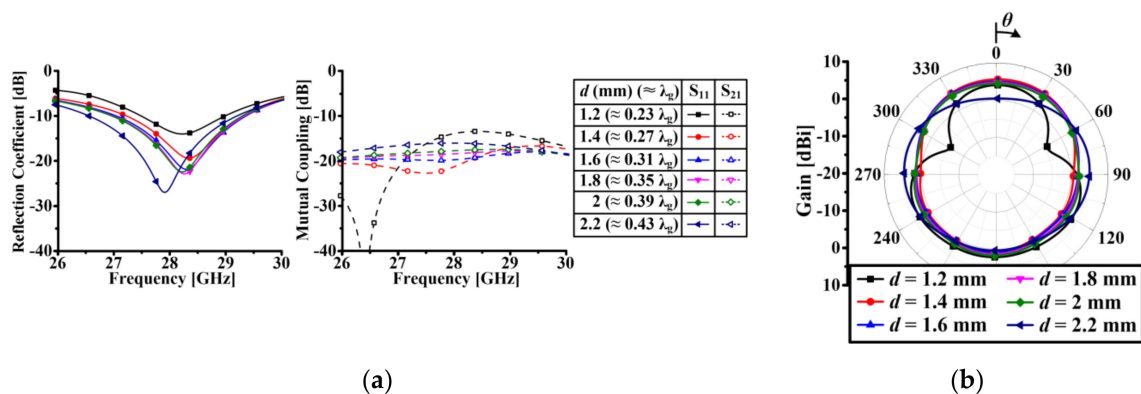 Reflection Coefficient [dB]
0
-10
-20
-30
-40
26 27 28 29 30
Frequency [GHz]
Mutual Coupling [dB]
0
-10
-20
-30
-40
26 27 28 29 30
Frequency [GHz]
d (mm) (≈ λg) S11 S21
1.2 (≈ 0.23 λg)
1.4 (≈ 0.27 λg)
1.6 (≈ 0.31 λg)
1.8 (≈ 0.35 λg)
2 (≈ 0.39 λg)
2.2 (≈ 0.43 λg)
(a)
θ
Gain [dBi]
10
0
-10
-20
-10
0
10
0
30
60
90
120
240
270
300
330
d = 1.2 mm d = 1.8 mm
d = 1.4 mm d = 2 mm
d = 1.6 mm d = 2.2 mm
(b)